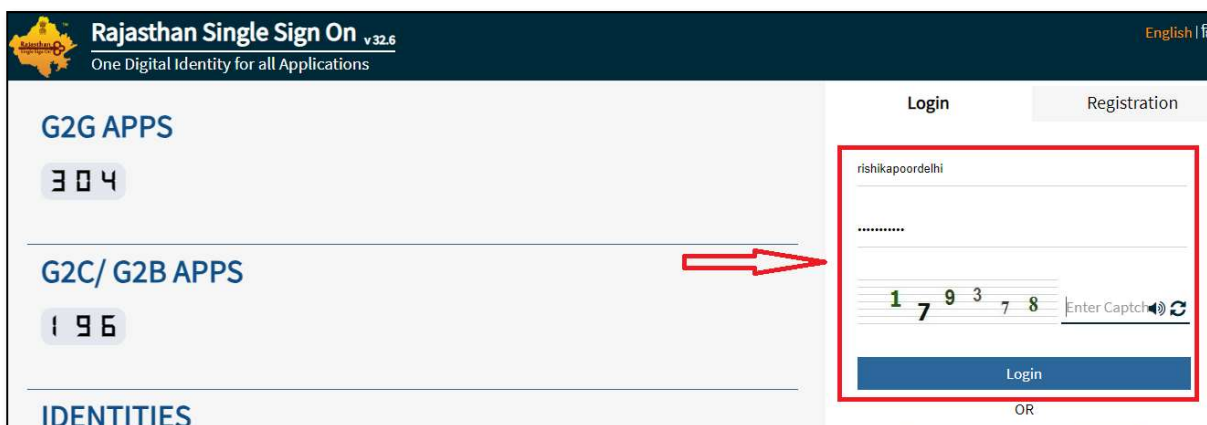 Rajasthan Single Sign On v 32.6
One Digital Identity for all Applications
English |
Login
Registration
G2G APPS
304
G2C/ G2B APPS
196
IDENTITIES
rishikapoordelhi
...........
1 7 9 3 7 8
Enter Captch
Login
OR